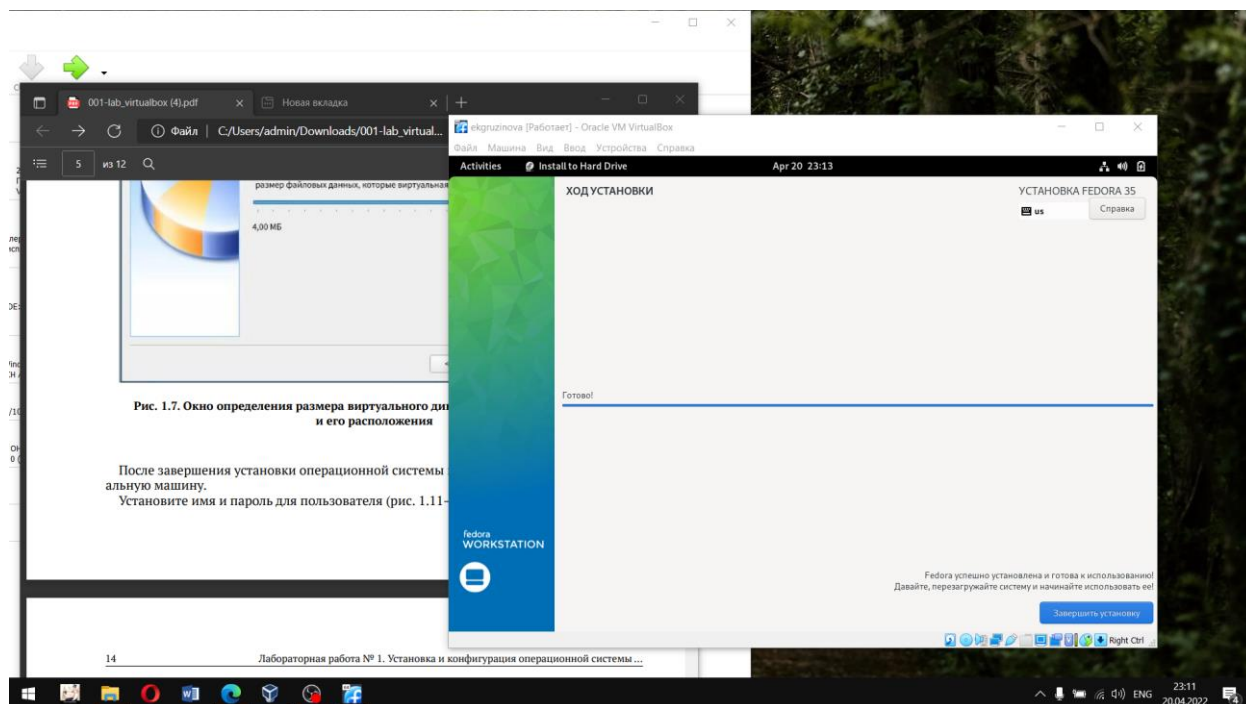 001-lab_virtualbox (4).pdf
Новая вкладка
Файл | C:/Users/admin/Downloads/001-lab_virtual...
5 из 12
размер файловых данных, которые виртуальная
4,00 МБ
Рис. 1.7. Окно определения размера виртуального
и его расположения
После завершения установки операционной системы
альную машину.
Установите имя и пароль для пользователя (рис. 1.11–
14 Лабораторная работа № 1. Установка и конфигурация операционной системы ...
ekgruzinova [Работает] - Oracle VM VirtualBox
Файл Машина Вид Ввод Устройства Справка
Activities Install to Hard Drive Apr 20 23:13
ХОД УСТАНОВКИ
УСТАНОВКА FEDORA 35
us Справка
Готово!
fedora
WORKSTATION
Fedora успешно установлена и готова к использованию!
Давайте, перезагружайте систему и начинайте использовать её!
Завершить установку
Right Ctrl
ENG
23:11
20.04.2022
4